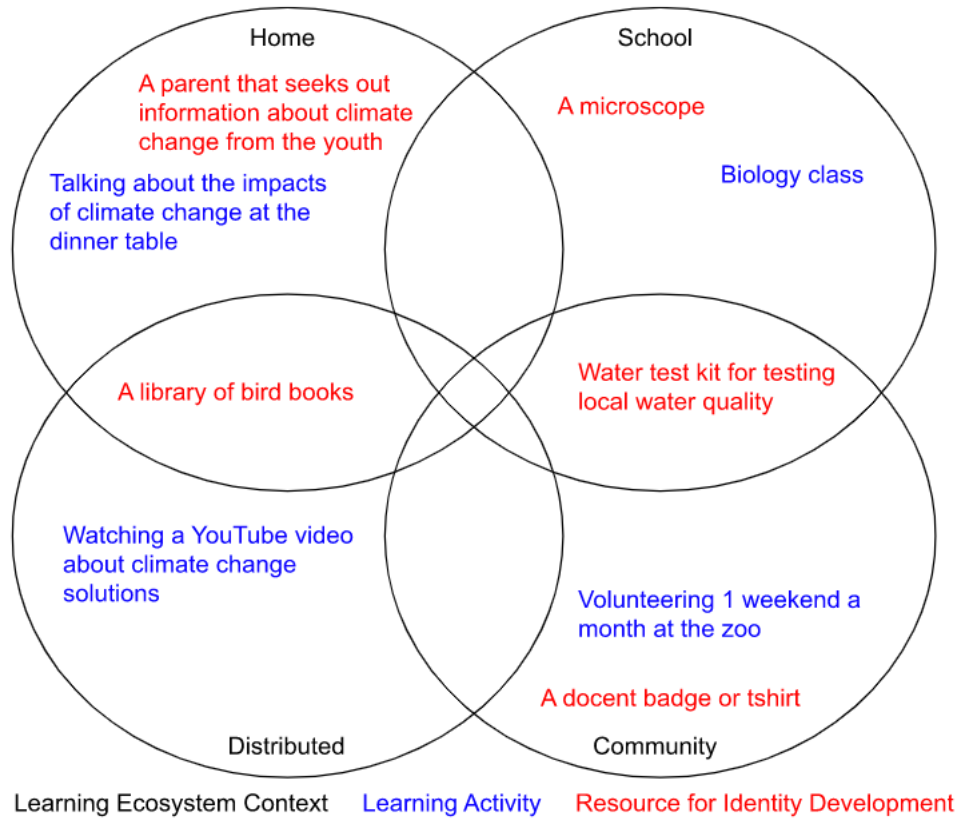 Home
School
A parent that seeks out
information about climate
change from the youth
A microscope
Talking about the impacts
of climate change at the
dinner table
Biology class
A library of bird books
Water test kit for testing
local water quality
Watching a YouTube video
about climate change
solutions
Volunteering 1 weekend a
month at the zoo
A docent badge or tshirt
Distributed
Community
Learning Ecosystem Context
Learning Activity
Resource for Identity Development